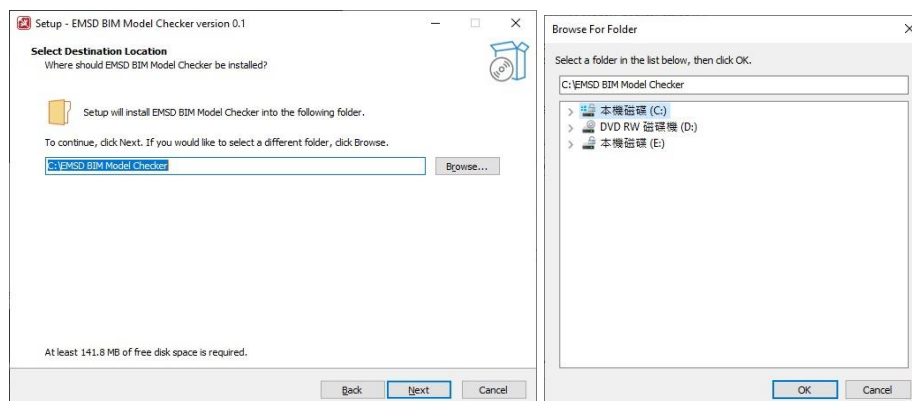 Setup - EMSD BIM Model Checker version 0.1
Select Destination Location
Where should EMSD BIM Model Checker be installed?
Setup will install EMSD BIM Model Checker into the following folder.
To continue, click Next. If you would like to select a different folder, click Browse.
C:\EMSD BIM Model Checker
Browse...
At least 141.8 MB of free disk space is required.
Back
Next
Cancel
Browse For Folder
Select a folder in the list below, then click OK.
C:\EMSD BIM Model Checker
本機磁碟 (C:)
DVD RW 磁碟機 (D:)
本機磁碟 (E:)
OK
Cancel